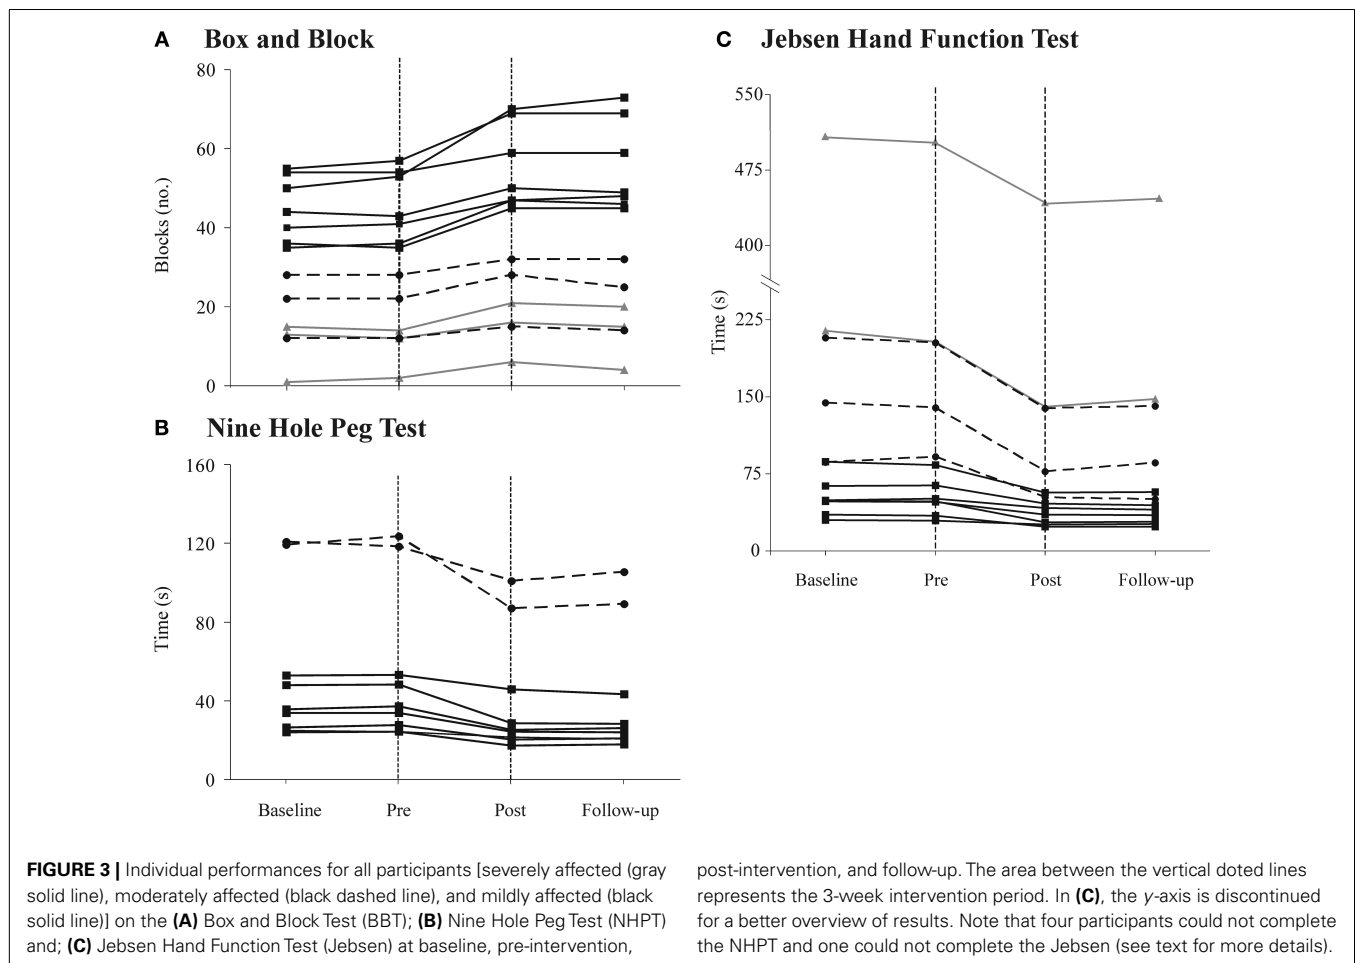 A Box and Block
80
60
40
20
0
Blocks (no.)
B Nine Hole Peg Test
160
120
80
40
0
Time (s)
Baseline Pre Post Follow-up
C Jebsen Hand Function Test
550
475
400
225
150
75
0
Time (s)
Baseline Pre Post Follow-up
FIGURE 3 | Individual performances for all participants [severely affected (gray
solid line), moderately affected (black dashed line), and mildly affected (black
solid line)] on the (A) Box and Block Test (BBT); (B) Nine Hole Peg Test (NHPT)
and; (C) Jebsen Hand Function Test (Jebsen) at baseline, pre-intervention,
post-intervention, and follow-up. The area between the vertical doted lines
represents the 3-week intervention period. In (C), the y-axis is discontinued
for a better overview of results. Note that four participants could not complete
the NHPT and one could not complete the Jebsen (see text for more details).